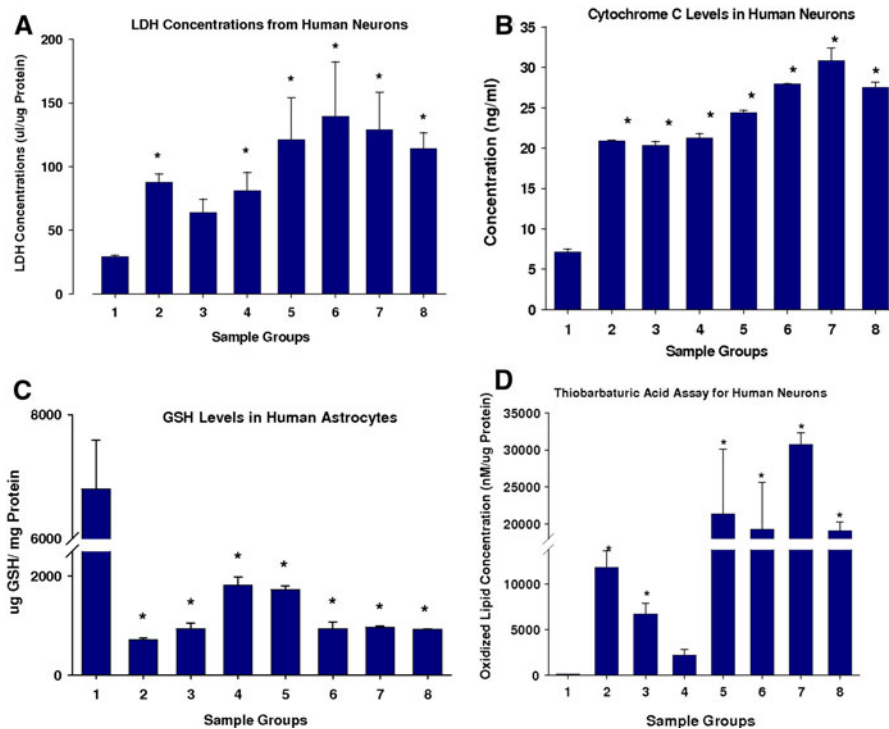 A
LDH Concentrations from Human Neurons
LDH Concentrations (ul/ug Protein)
200
150
100
50
0
1 2 3 4 5 6 7 8
Sample Groups
* * * * * *
B
Cytochrome C Levels in Human Neurons
Concentration (ng/ml)
35
30
25
20
15
10
5
0
1 2 3 4 5 6 7 8
Sample Groups
* * * * * * *
C
GSH Levels in Human Astrocytes
ug GSH/ mg Protein
8000
6000
2000
0
1 2 3 4 5 6 7 8
Sample Groups
* * * * * * *
D
Thiobarbaturic Acid Assay for Human Neurons
Oxidized Lipid Concentration (nM/ug Protein)
35000
30000
25000
20000
10000
5000
0
1 2 3 4 5 6 7 8
Sample Groups
* * * * * *